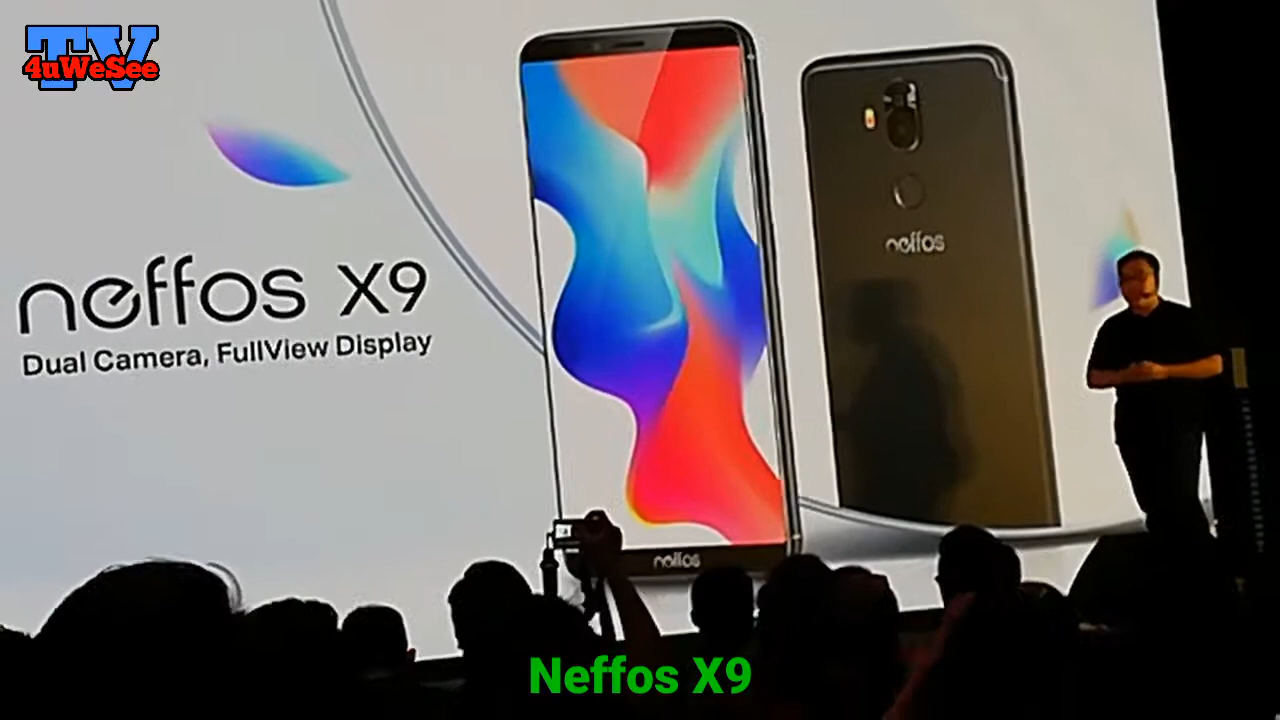 TV
4uWeSee
neffos X9
Dual Camera, FullView Display
neffos
neffos
Neffos X9